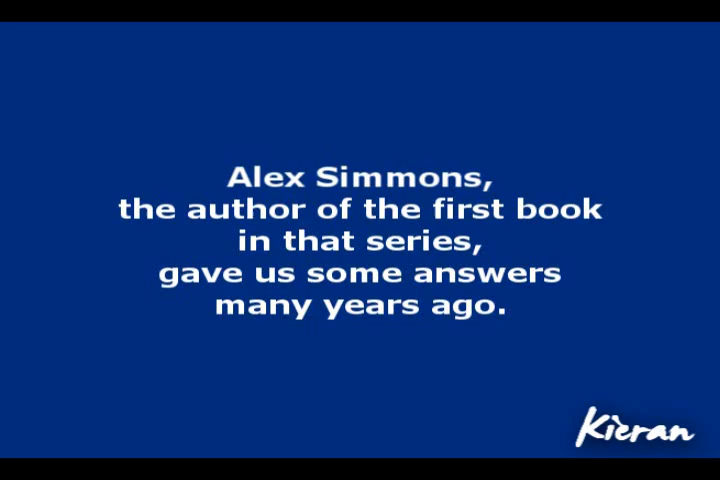 Alex Simmons,
the author of the first book
in that series,
gave us some answers
many years ago.
Kieran